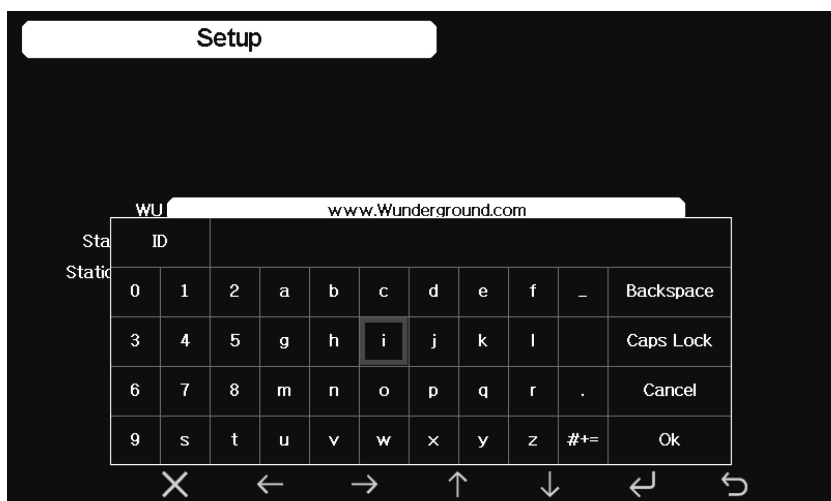 Setup
WU www.Wunderground.com
Sta ID
Static
0 1 2 a b c d e f _ Backspace
3 4 5 g h i j k l Caps Lock
6 7 8 m n o p q r . Cancel
9 s t u v w x y z #+= Ok